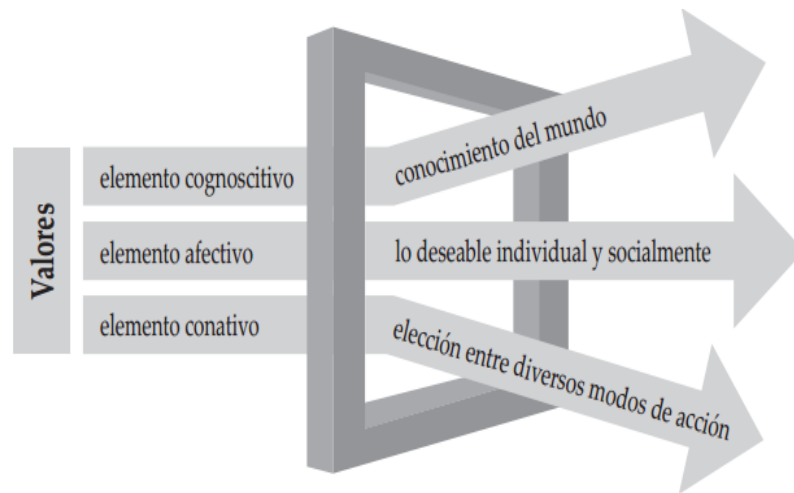 Valores
elemento cognoscitivo
conocimiento del mundo
elemento afectivo
lo deseable individual y socialmente
elemento conativo
elección entre diversos modos de acción